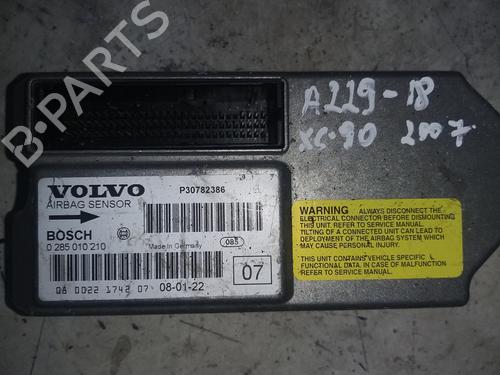 B-PARTS
A229-18
XC-90 2007.
VOLVO
AIRBAG SENSOR
P30782386
BOSCH
0 285 010 210
Made in Germany
085
07
08-01-22
WARNING ALWAYS DISCONNECT THE
ELECTRICAL CONNECTOR BEFORE DISMOUNTING
THIS UNIT. REFER TO SERVICE MANUAL.
TILTING OF A CONNECTED UNIT CAN LEAD TO
DEPLOYMENT OF THE AIRBAG SYSTEM WHICH
MAY CAUSE PERSONAL INJURY.
THIS UNIT CONTAINS VEHICLE SPECIFIC
FUNCTIONAL DATA. IN CASE OF MALFUNCTION
REFER TO SERVICE MANUAL.